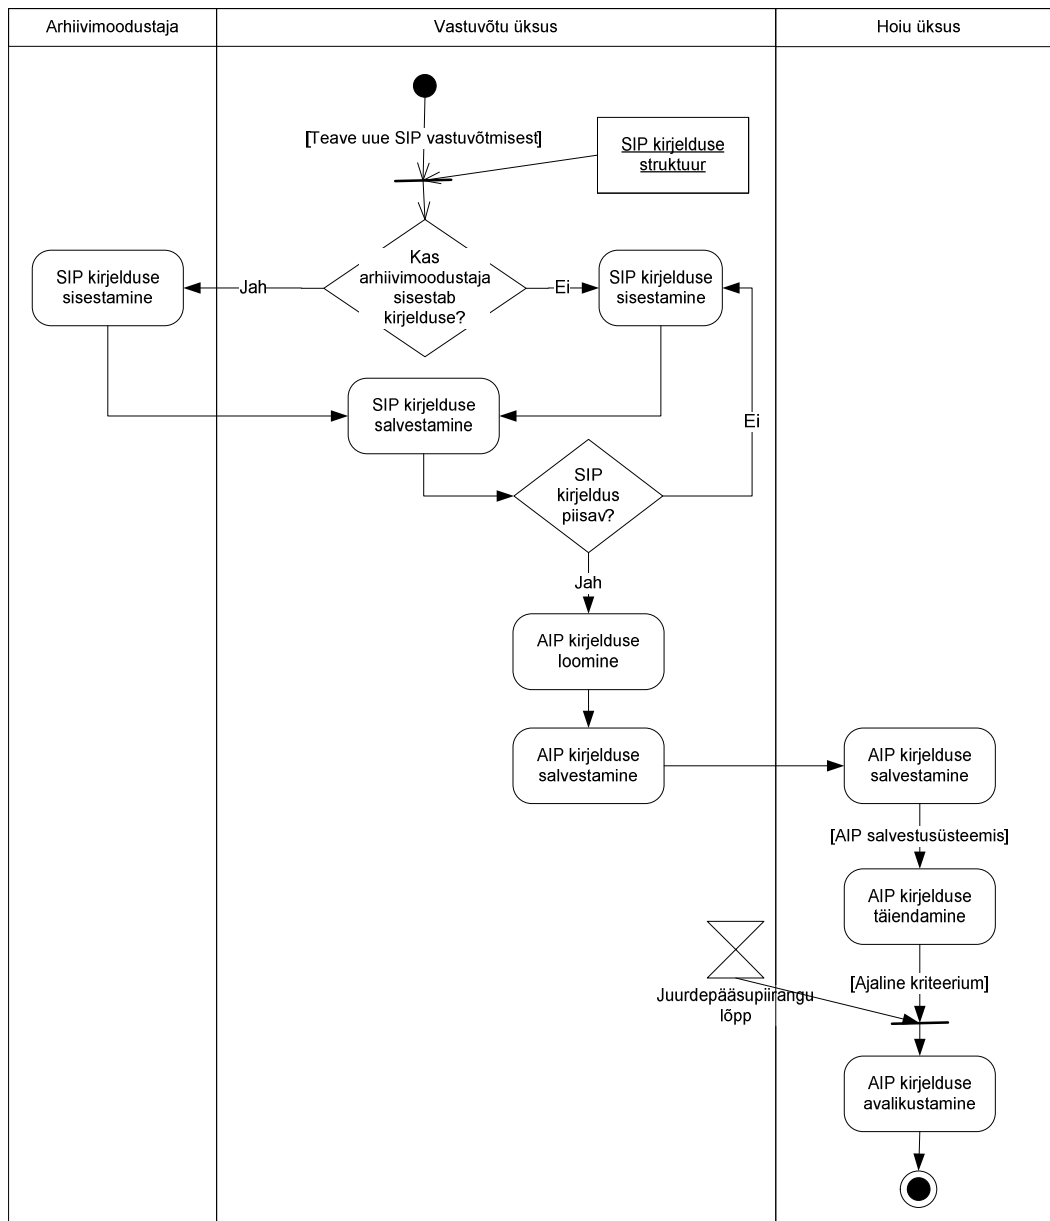 Arhiivimoodustaja
Vastuvõtu üksus
Hoiu üksus
[Teave uue SIP vastuvõtmisest]
SIP kirjelduse
struktuur
Kas
arhiivimoodustaja
sisestab
kirjelduse?
SIP kirjelduse
sisestamine
Jah
Ei
SIP kirjelduse
sisestamine
SIP kirjelduse
salvestamine
Ei
SIP
kirjeldus
piisav?
Jah
AIP kirjelduse
loomine
AIP kirjelduse
salvestamine
AIP kirjelduse
salvestamine
[AIP salvestusüsteemis]
AIP kirjelduse
täiendamine
[Ajaline kriteerium]
Juurdepääsupiirangu
lõpp
AIP kirjelduse
avalikustamine